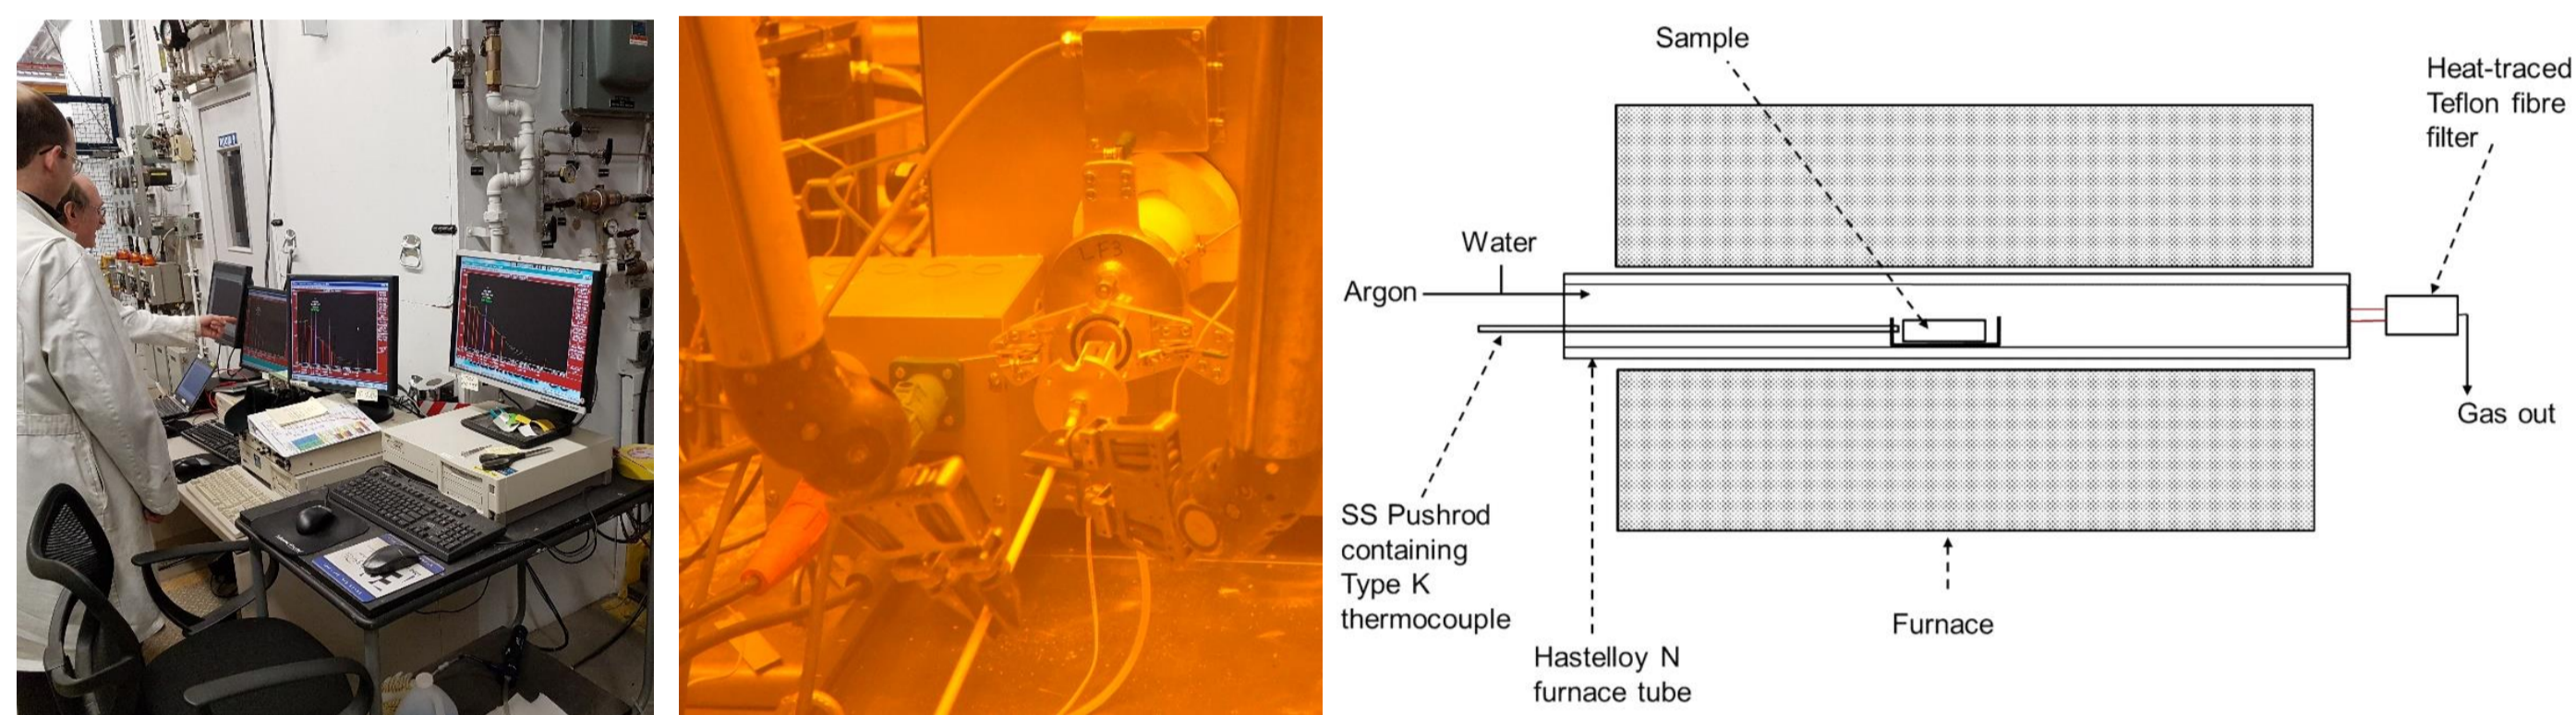 LF3
Sample
Heat-traced
Teflon fibre
filter
Water
Argon
Gas out
SS Pushrod
containing
Type K
thermocouple
Furnace
Hastelloy N
furnace tube